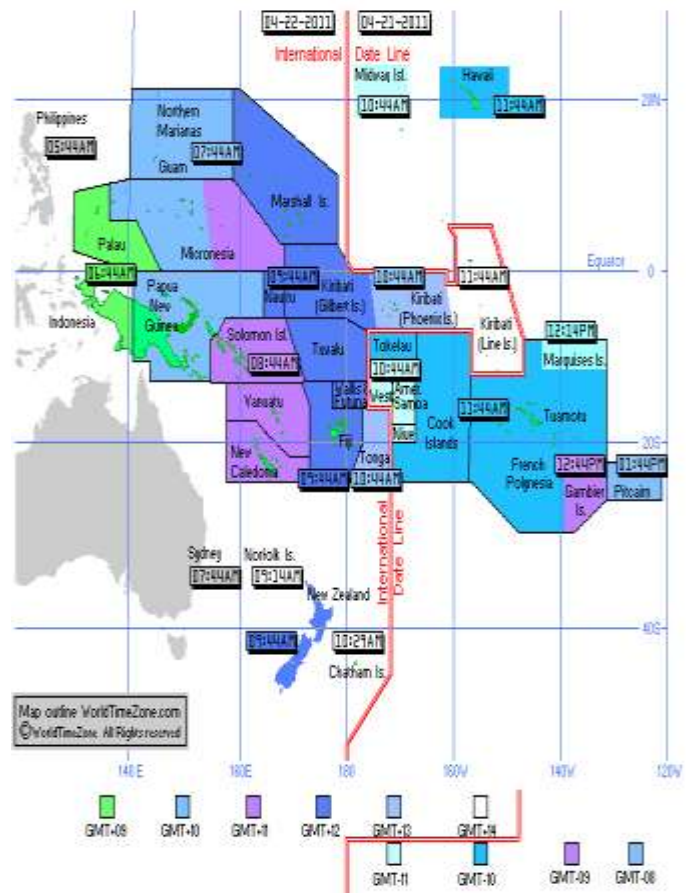 04-22-2011 04-21-2011
International Date Line
Midway Isl.
10:44AM
Hawaii
11:44AM
20N
Philippines
05:44AM
Northern
Marianas
07:44AM
Guam
Marshall Is.
Palau
Micronesia
Equator
0
06:44AM
09:44AM
10:44AM
11:44AM
Indonesia
Papua
New
Guinea
Nauru
Kiribati
(Gilbert Is.)
Kiribati
(Phoenix Is.)
Kiribati
(Line Is.)
12:14PM
Marquises Is.
Solomon Isl.
08:44AM
Tuvalu
Tokelau
10:44AM
Vanuatu
Wallis &
Futuna
West
Amer.
Samoa
11:44AM
Cook
Islands
Tuamotu
Fiji
Niue
20S
New
Caledonia
Tonga
09:44AM
10:44AM
French
Polynesia
12:44PM
Gambier
Is.
01:44PM
Pitcairn
International
Date Line
Sydney
07:44AM
Norfolk Is.
09:14AM
New Zealand
09:44AM
10:29AM
Chatham Is.
40S
Map outline WorldTimeZone.com
©WorldTimeZone. All Rights reserved
140E 160E 180 160W 140W 120W
GMT+09 GMT+10 GMT+11 GMT+12 GMT+13 GMT+14
GMT-11 GMT-10 GMT-09 GMT-08